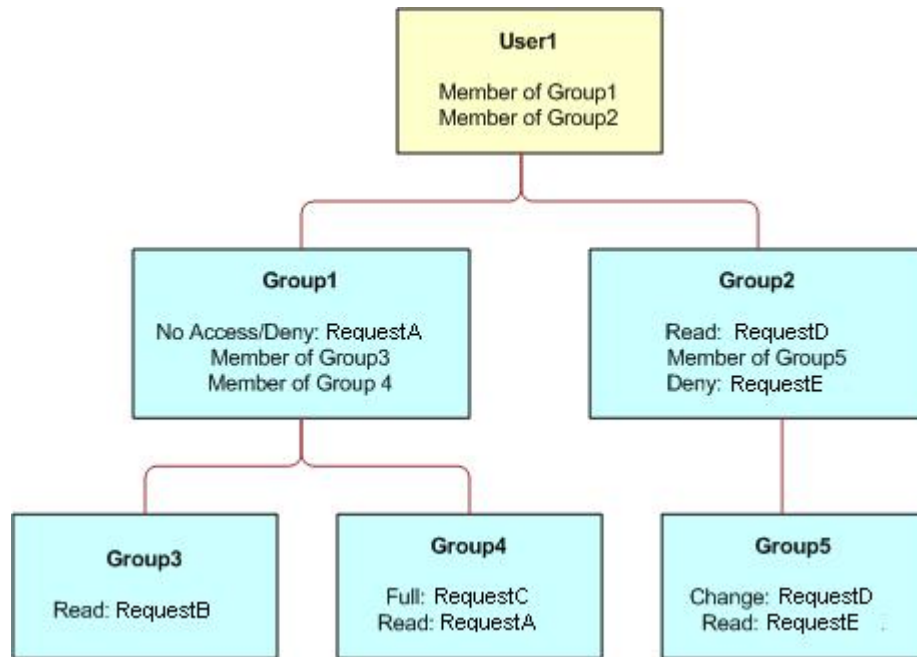 User1
Member of Group1
Member of Group2
Group1
No Access/Deny: RequestA
Member of Group3
Member of Group 4
Group2
Read: RequestD
Member of Group5
Deny: RequestE
Group3
Read: RequestB
Group4
Full: RequestC
Read: RequestA
Group5
Change: RequestD
Read: RequestE